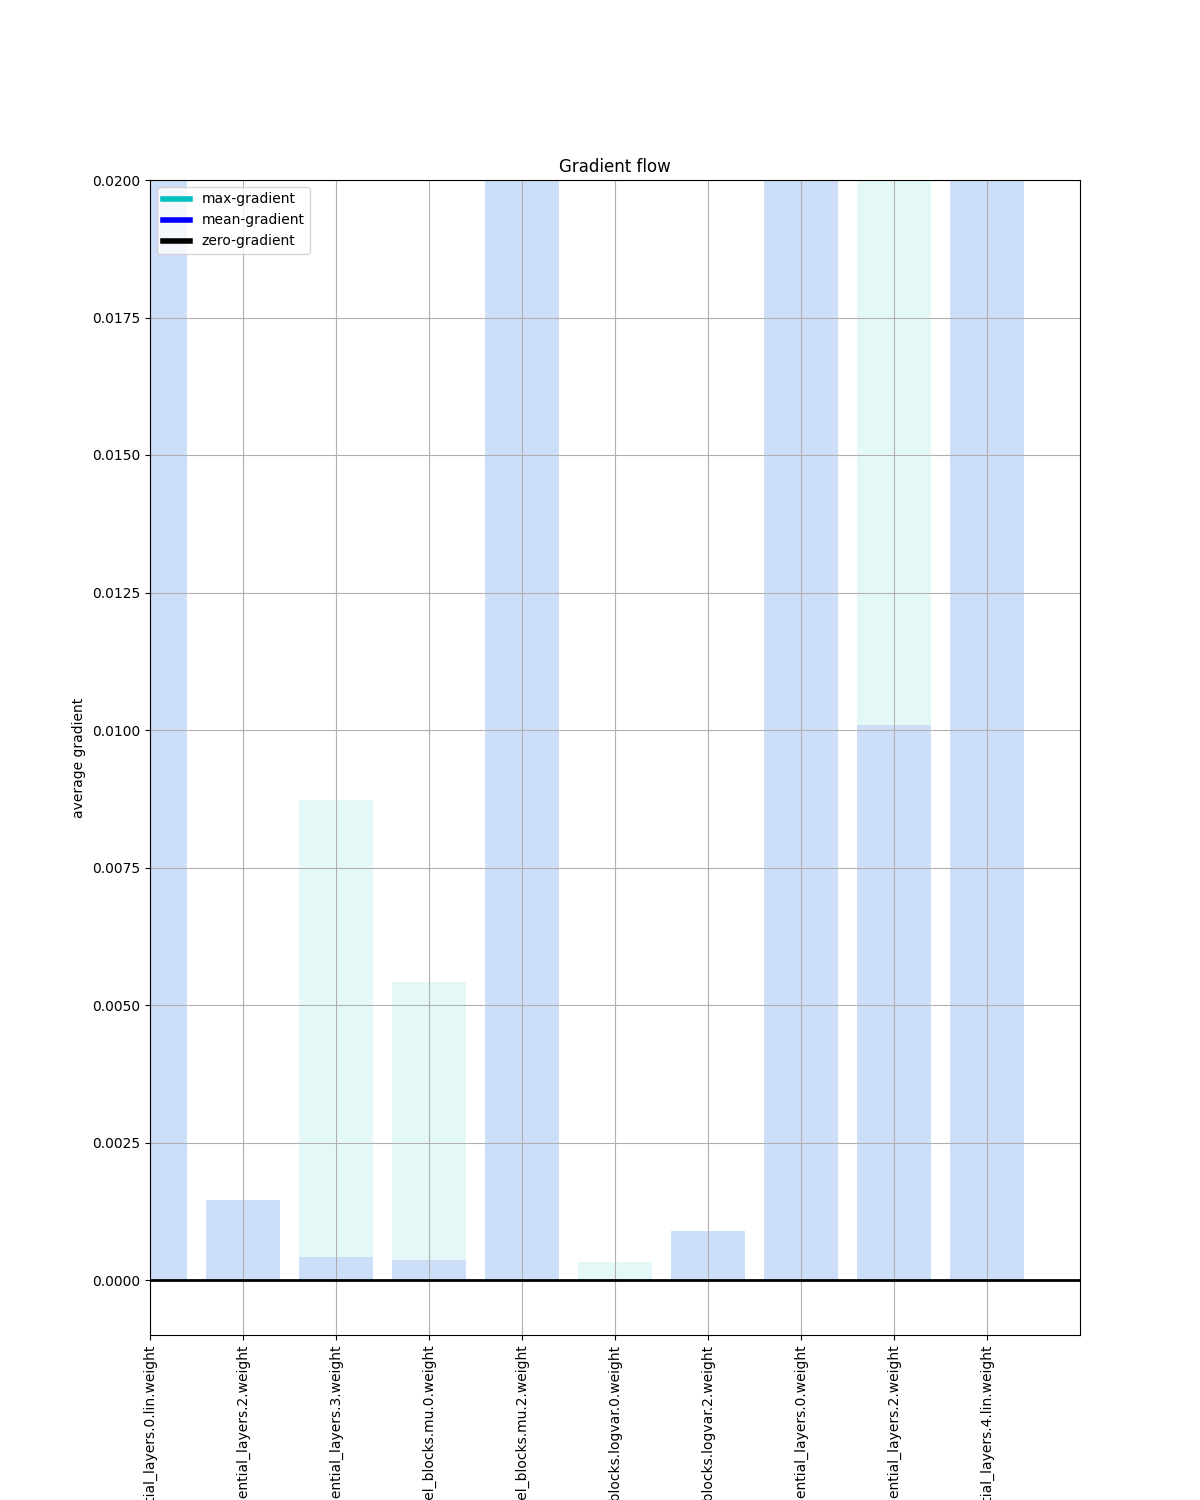 Gradient flow
max-gradient
mean-gradient
zero-gradient
0.0200
0.0175
0.0150
0.0125
0.0100
0.0075
0.0050
0.0025
0.0000
average gradient
tial_layers.0.lin.weight
ential_layers.2.weight
ential_layers.3.weight
el_blocks.mu.0.weight
el_blocks.mu.2.weight
blocks.logvar.0.weight
blocks.logvar.2.weight
ential_layers.0.weight
ential_layers.2.weight
tial_layers.4.lin.weight